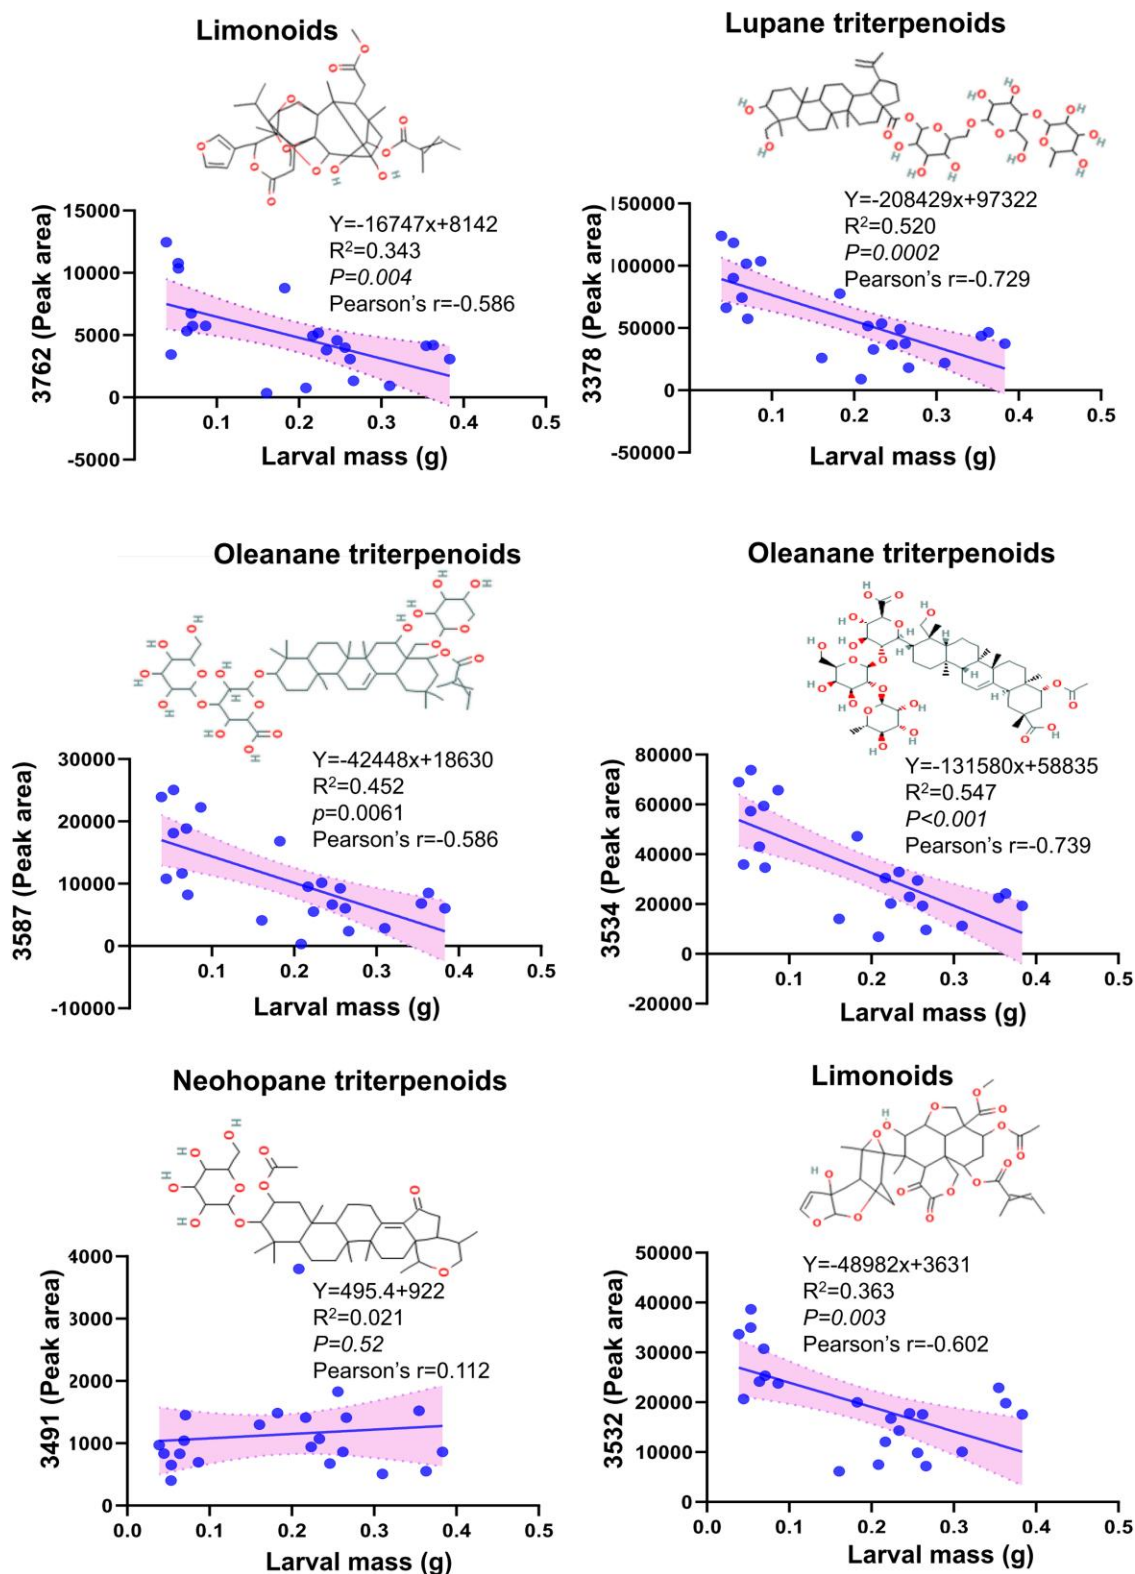 Limonoids
Y=-16747x+8142
R²=0.343
P=0.004
Pearson’s r=-0.586
3762 (Peak area)
15000
10000
5000
0
-5000
0.1 0.2 0.3 0.4 0.5
Larval mass (g)
Lupane triterpenoids
Y=-208429x+97322
R²=0.520
P=0.0002
Pearson’s r=-0.729
3378 (Peak area)
150000
100000
50000
0
-50000
0.1 0.2 0.3 0.4 0.5
Larval mass (g)
Oleanane triterpenoids
Y=-42448x+18630
R²=0.452
p=0.0061
Pearson’s r=-0.586
3587 (Peak area)
30000
20000
10000
0
-10000
0.1 0.2 0.3 0.4 0.5
Larval mass (g)
Oleanane triterpenoids
Y=-131580x+58835
R²=0.547
P<0.001
Pearson’s r=-0.739
3534 (Peak area)
80000
60000
40000
20000
0
-20000
0.1 0.2 0.3 0.4 0.5
Larval mass (g)
Neohopane triterpenoids
Y=495.4+922
R²=0.021
P=0.52
Pearson’s r=0.112
3491 (Peak area)
4000
3000
2000
1000
0
0.0 0.1 0.2 0.3 0.4 0.5
Larval mass (g)
Limonoids
Y=-48982x+3631
R²=0.363
P=0.003
Pearson’s r=-0.602
3532 (Peak area)
50000
40000
30000
20000
10000
0
0.0 0.1 0.2 0.3 0.4 0.5
Larval mass (g)